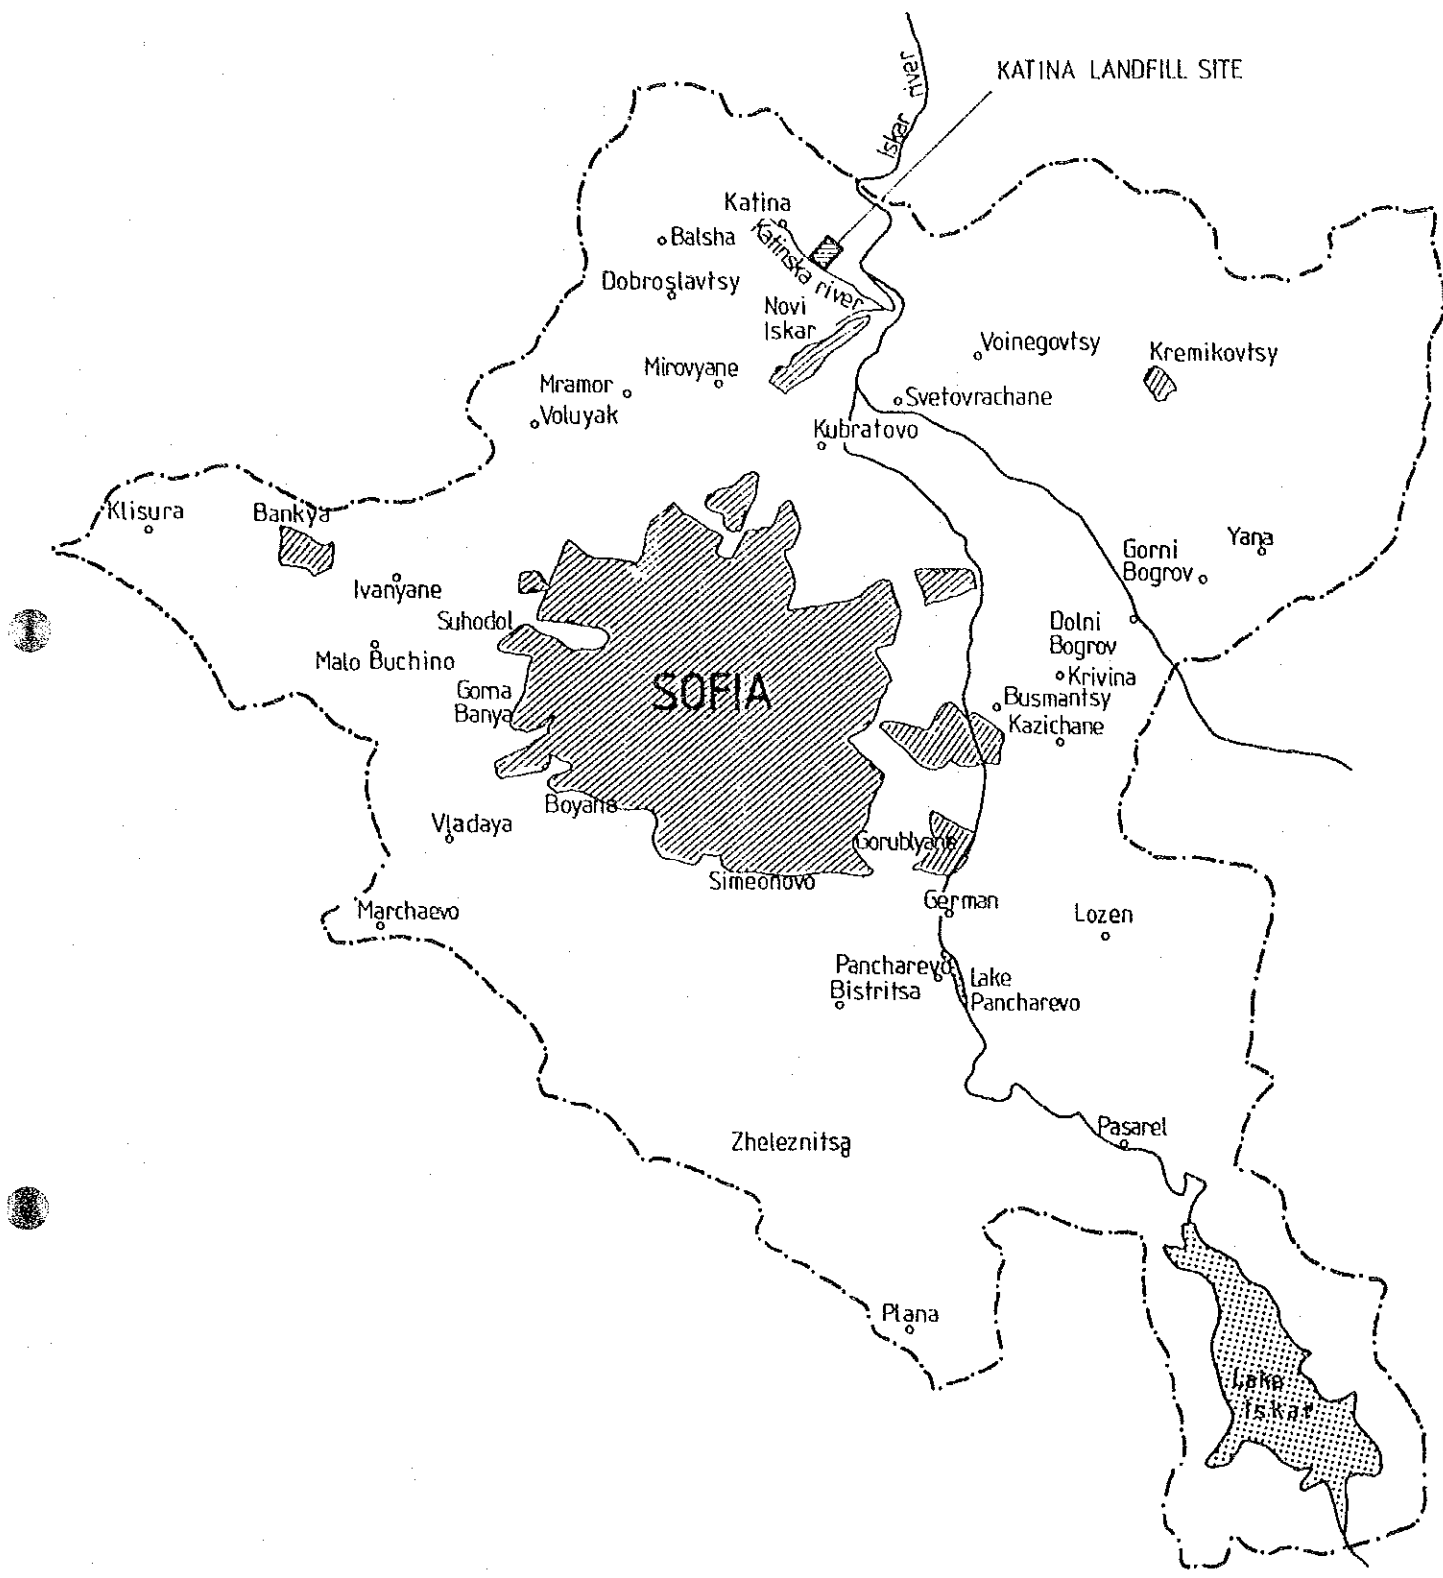 Iskar river
KATINA LANDFILL SITE
Katina
Balsha
Katinska river
Dobroslavtsy
Novi
Iskar
Voinegovtsy
Kremikovtsy
Mirovyane
Mramor
Svetovrachane
Voluyak
Kubratovo
Klisura
Bankya
Yana
Gorni
Bogrov
Ivanyane
Suhodol
Dolni
Bogrov
Malo Buchino
Krivina
SOFIA
Gorna
Banya
Busmantsy
Kazichane
Boyana
Vladaya
Gorublyane
Simeonovo
German
Marchaevo
Lozen
Pancharevo
Bistritsa
Lake
Pancharevo
Pasarel
Zheleznitsa
Plana
Lake
Iskar